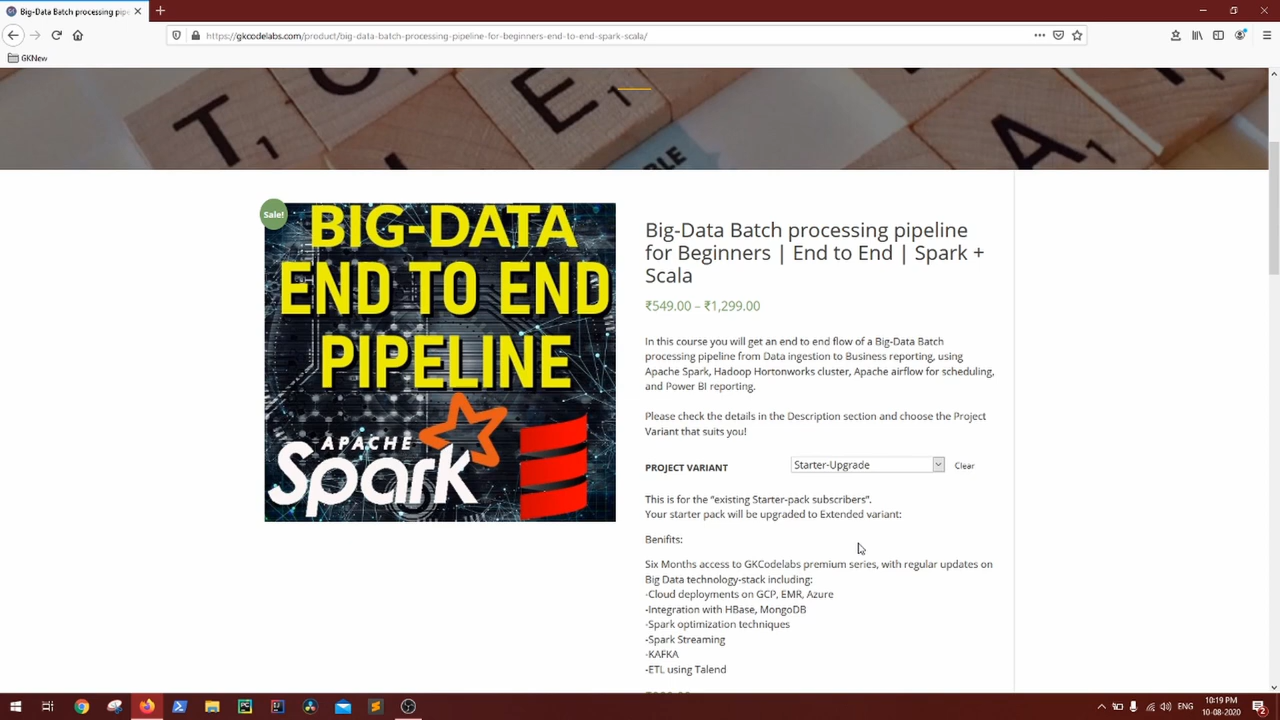 Big-Data Batch processing pipe
https://gkcodelabs.com/product/big-data-batch-processing-pipeline-for-beginners-end-to-end-spark-scala/
GKNew
T O E A
BLE
Sale!
BIG-DATA
END TO END
PIPELINE
APACHE
Spark
Big-Data Batch processing pipeline
for Beginners | End to End | Spark +
Scala
₹549.00 – ₹1,299.00
In this course you will get an end to end flow of a Big-Data Batch
processing pipeline from Data ingestion to Business reporting, using
Apache Spark, Hadoop Hortonworks cluster, Apache airflow for scheduling,
and Power BI reporting.
Please check the details in the Description section and choose the Project
Variant that suits you!
PROJECT VARIANT
Starter-Upgrade
Clear
This is for the “existing Starter-pack subscribers”.
Your starter pack will be upgraded to Extended variant:
Benifits:
Six Months access to GKCodelabs premium series, with regular updates on
Big Data technology-stack including:
-Cloud deployments on GCP, EMR, Azure
-Integration with HBase, MongoDB
-Spark optimization techniques
-Spark Streaming
-KAFKA
-ETL using Talend
ENG
10:19 PM
10-08-2020